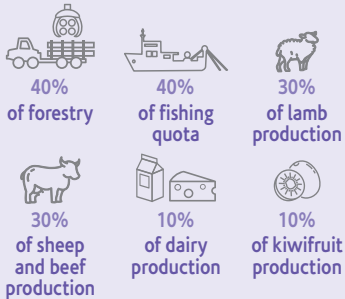 40%
of forestry
40%
of fishing
quota
30%
of lamb
production
30%
of sheep
and beef
production
10%
of dairy
production
10%
of kiwifruit
production